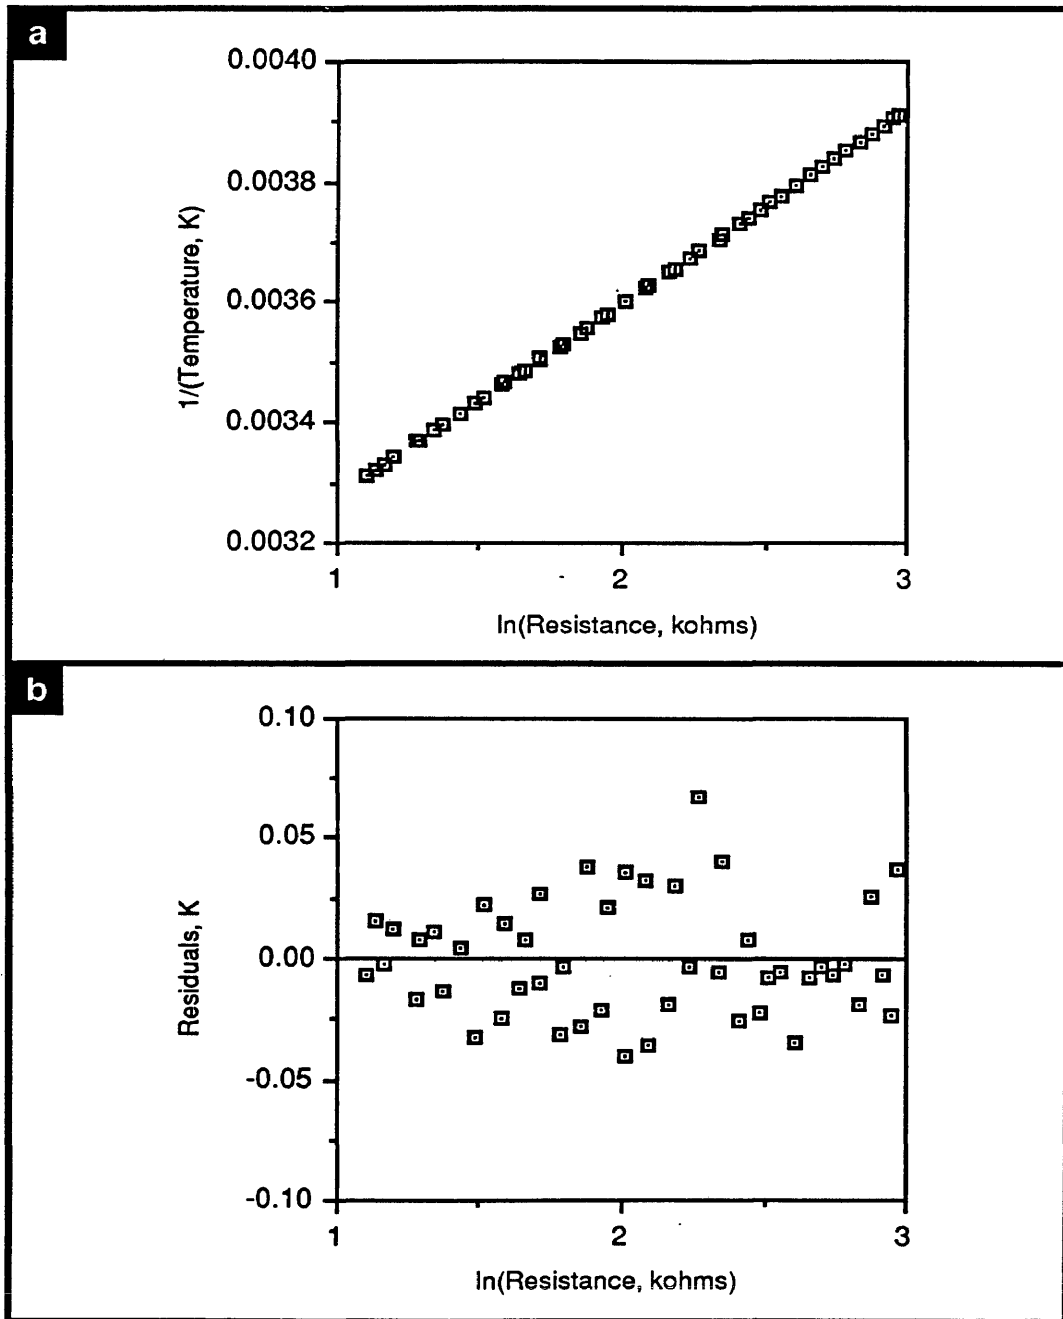 a
0.0040
0.0038
0.0036
0.0034
0.0032
1/(Temperature, K)
1 2 3
ln(Resistance, kohms)
b
0.10
0.05
0.00
-0.05
-0.10
Residuals, K
1 2 3
ln(Resistance, kohms)